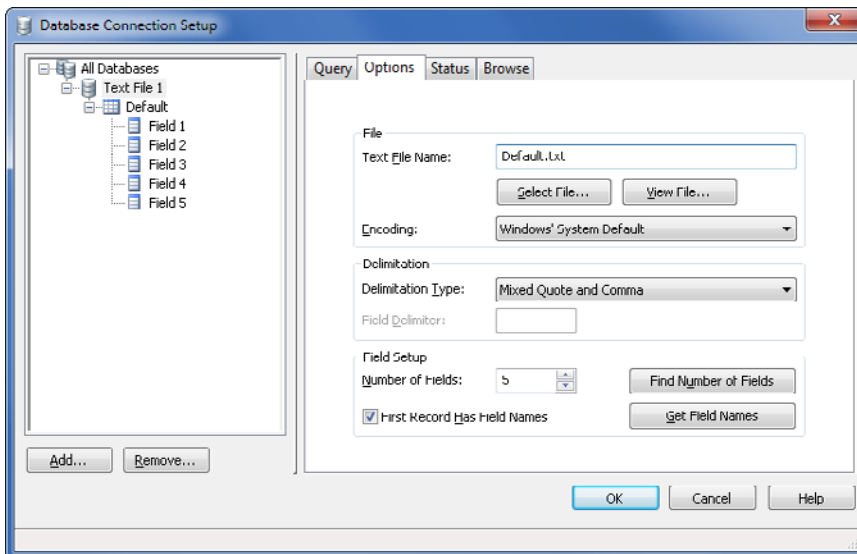 Database Connection Setup
All Databases
Text File 1
Default
Field 1
Field 2
Field 3
Field 4
Field 5
Add...
Remove...
Query Options Status Browse
File
Text File Name: Default.txt
Select File... View File...
Encoding: Windows' System Default
Delimitation
Delimitation Type: Mixed Quote and Comma
Field Delimiter:
Field Setup
Number of Fields: 5 Find Number of Fields
First Record Has Field Names Get Field Names
OK Cancel Help